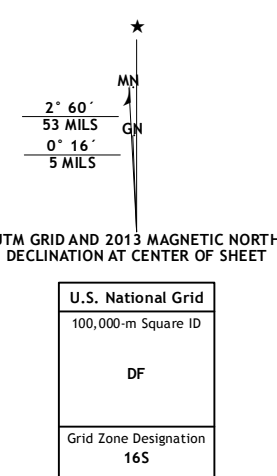 ★
MN
2° 60´
53 MILS
GN
0° 16´
5 MILS
UTM GRID AND 2013 MAGNETIC NORTH
DECLINATION AT CENTER OF SHEET
U.S. National Grid
100,000-m Square ID
DF
Grid Zone Designation
16S